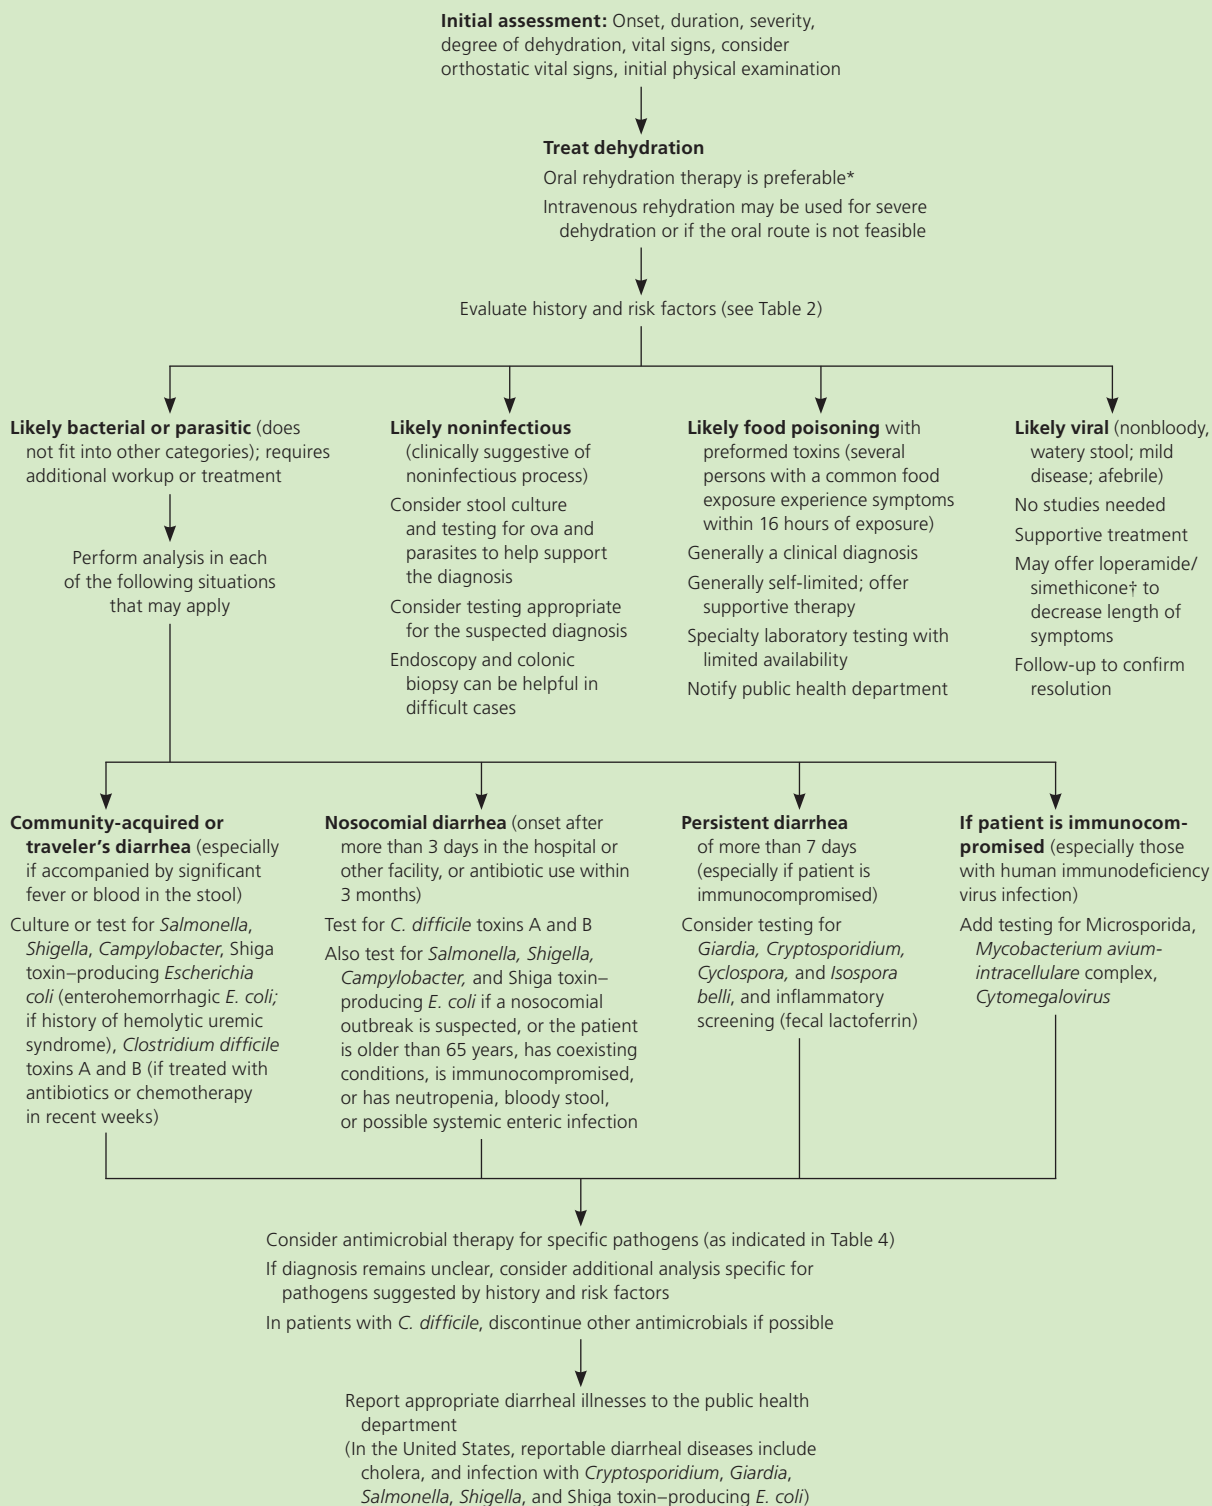 Initial assessment: Onset, duration, severity,
degree of dehydration, vital signs, consider
orthostatic vital signs, initial physical examination
Treat dehydration
Oral rehydration therapy is preferable*
Intravenous rehydration may be used for severe
dehydration or if the oral route is not feasible
Evaluate history and risk factors (see Table 2)
Likely bacterial or parasitic (does
not fit into other categories); requires
additional workup or treatment
Perform analysis in each
of the following situations
that may apply
Likely noninfectious
(clinically suggestive of
noninfectious process)
Consider stool culture
and testing for ova and
parasites to help support
the diagnosis
Consider testing appropriate
for the suspected diagnosis
Endoscopy and colonic
biopsy can be helpful in
difficult cases
Likely food poisoning with
preformed toxins (several
persons with a common food
exposure experience symptoms
within 16 hours of exposure)
Generally a clinical diagnosis
Generally self-limited; offer
supportive therapy
Specialty laboratory testing with
limited availability
Notify public health department
Likely viral (nonbloody,
watery stool; mild
disease; afebrile)
No studies needed
Supportive treatment
May offer loperamide/
simethicone† to
decrease length of
symptoms
Follow-up to confirm
resolution
Community-acquired or
traveler's diarrhea (especially
if accompanied by significant
fever or blood in the stool)
Culture or test for Salmonella,
Shigella, Campylobacter, Shiga
toxin–producing Escherichia
coli (enterohemorrhagic E. coli;
if history of hemolytic uremic
syndrome), Clostridium difficile
toxins A and B (if treated with
antibiotics or chemotherapy
in recent weeks)
Nosocomial diarrhea (onset after
more than 3 days in the hospital or
other facility, or antibiotic use within
3 months)
Test for C. difficile toxins A and B
Also test for Salmonella, Shigella,
Campylobacter, and Shiga toxin–
producing E. coli if a nosocomial
outbreak is suspected, or the patient
is older than 65 years, has coexisting
conditions, is immunocompromised,
or has neutropenia, bloody stool,
or possible systemic enteric infection
Persistent diarrhea
of more than 7 days
(especially if patient is
immunocompromised)
Consider testing for
Giardia, Cryptosporidium,
Cyclospora, and Isospora
belli, and inflammatory
screening (fecal lactoferrin)
If patient is immunocom-
promised (especially those
with human immunodeficiency
virus infection)
Add testing for Microsporida,
Mycobacterium avium-
intracellulare complex,
Cytomegalovirus
Consider antimicrobial therapy for specific pathogens (as indicated in Table 4)
If diagnosis remains unclear, consider additional analysis specific for
pathogens suggested by history and risk factors
In patients with C. difficile, discontinue other antimicrobials if possible
Report appropriate diarrheal illnesses to the public health
department
(In the United States, reportable diarrheal diseases include
cholera, and infection with Cryptosporidium, Giardia,
Salmonella, Shigella, and Shiga toxin–producing E. coli)